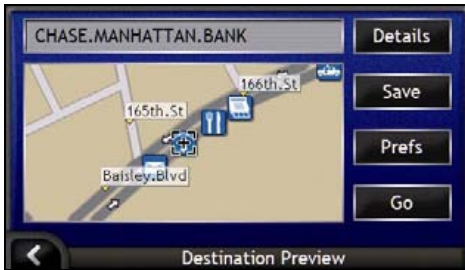 CHASE.MANHATTAN.BANK
Details
166th.St
165th.St
Baisley.Blvd
Save
Prefs
Go
Destination Preview